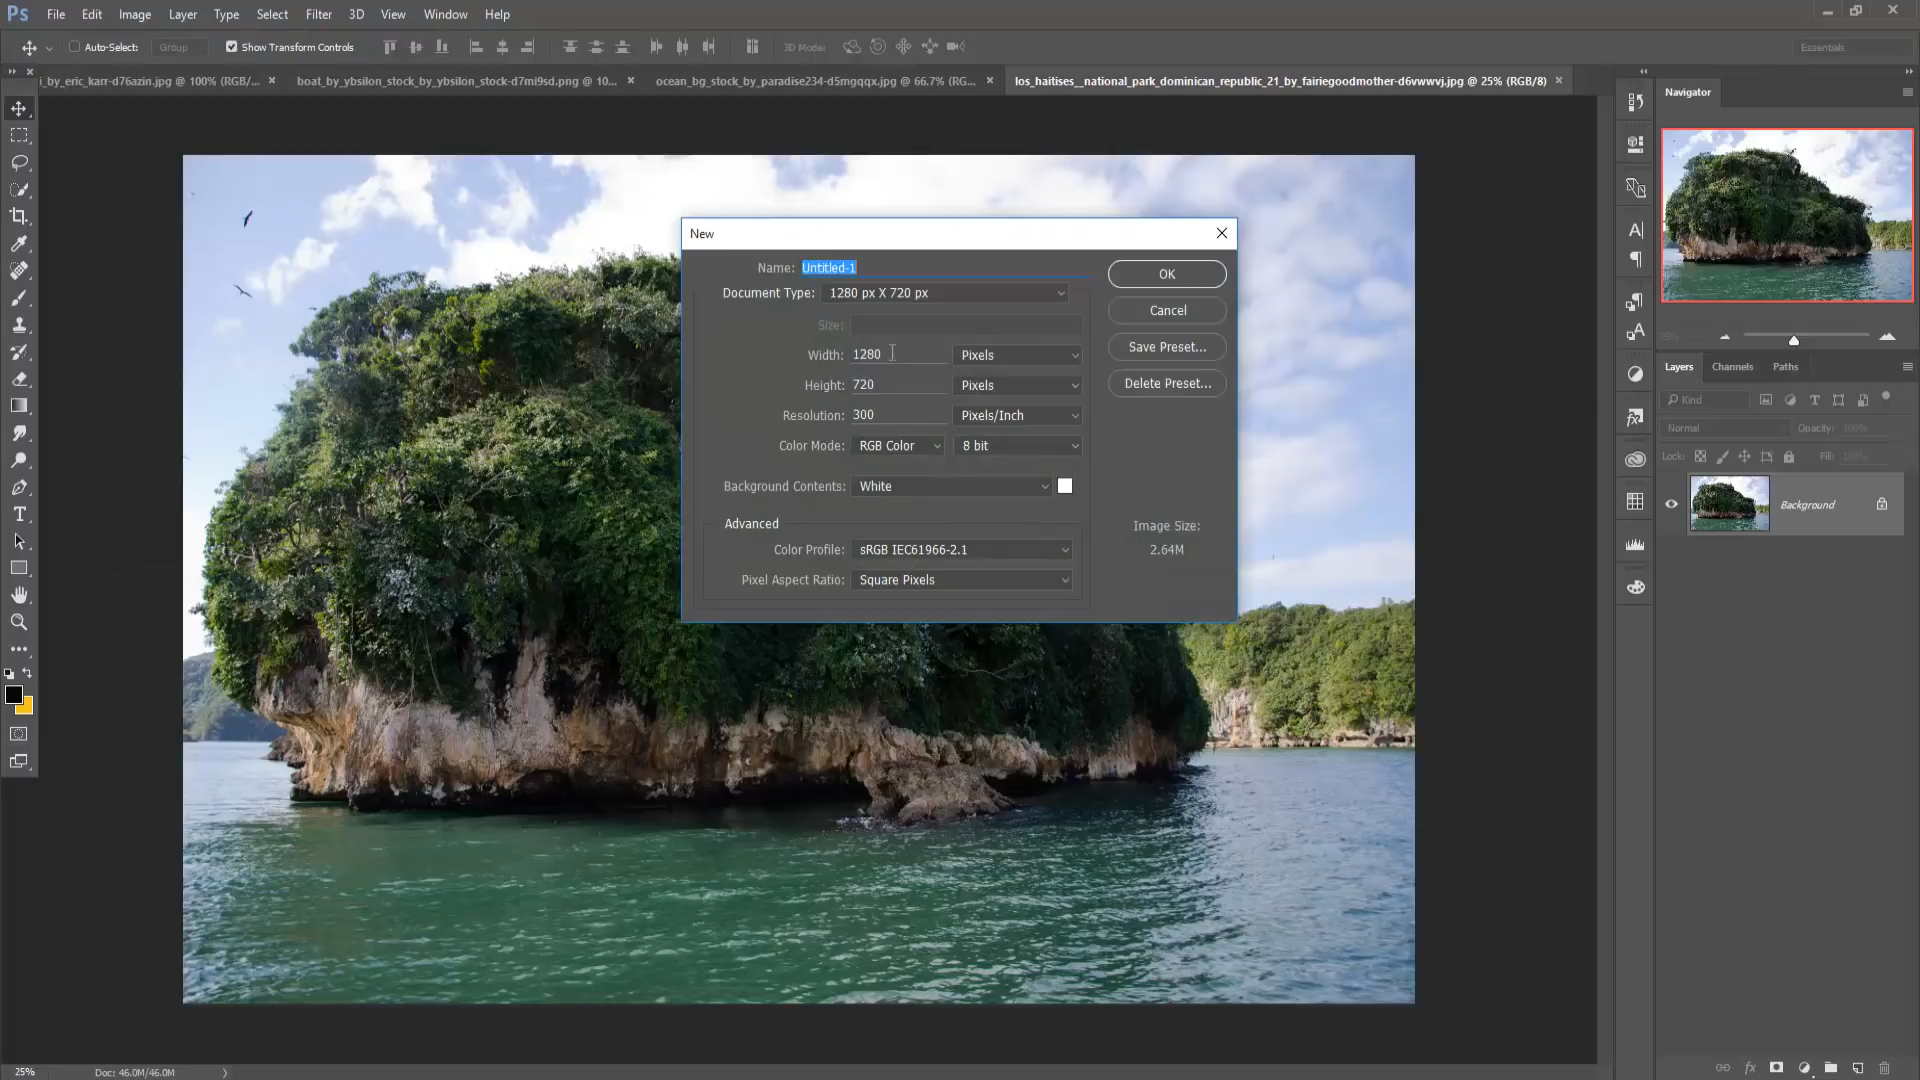 Ps File Edit Image Layer Type Select Filter 3D View Window Help
Auto-Select: Group Show Transform Controls 3D Mode: Essentials
i_by_eric_karr-d76azin.jpg @ 100% (RGB/... boat_by_ybsilon_stock_by_ybsilon_stock-d7mi9sd.png @ 10... ocean_bg_stock_by_paradise234-d5mgqqx.jpg @ 66.7% (RG... los_haitises__national_park_dominican_republic_21_by_fairiegoodmother-d6vwwvj.jpg @ 25% (RGB/8)
Navigator
New
Name: Untitled-1
OK
Document Type: 1280 px X 720 px
Cancel
Size:
Width: 1280 Pixels
Save Preset...
Height: 720 Pixels
Delete Preset...
Resolution: 300 Pixels/Inch
Color Mode: RGB Color 8 bit
Background Contents: White
Advanced
Image Size:
Color Profile: sRGB IEC61966-2.1
2.64M
Pixel Aspect Ratio: Square Pixels
25%
Layers Channels Paths
Kind
Normal Opacity: 100%
Lock: Fill: 100%
Background
25% Doc: 46.0M/46.0M